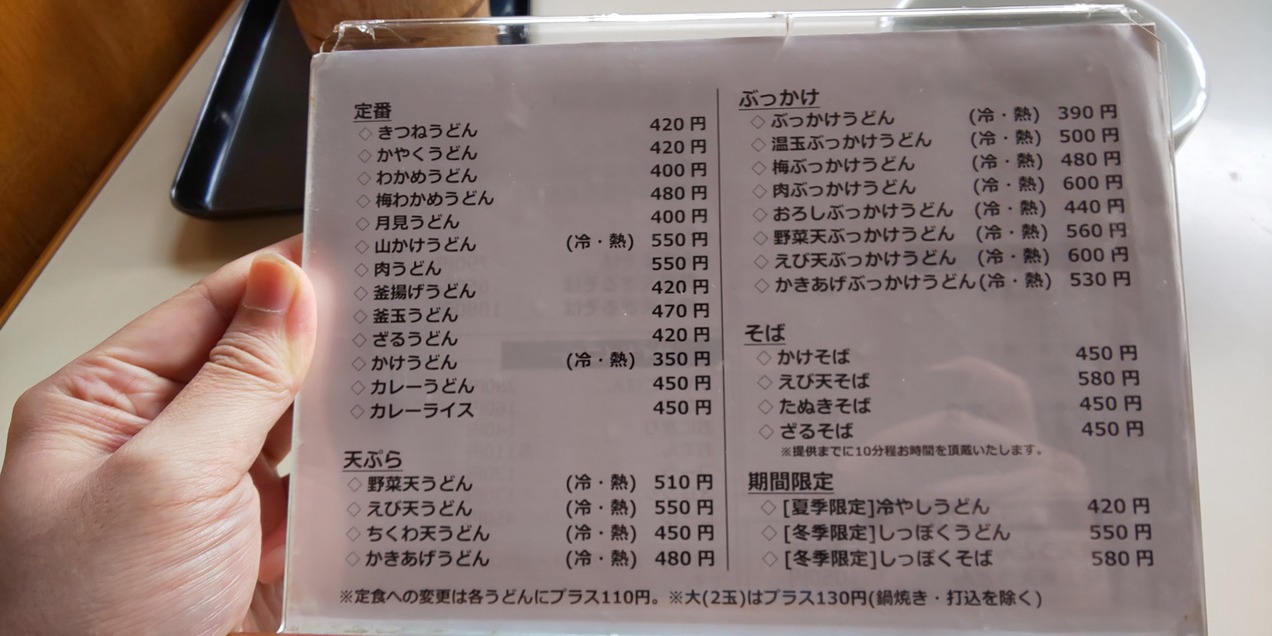 定番
◇きつねうどん 420円
◇かやくうどん 420円
◇わかめうどん 400円
◇梅わかめうどん 480円
◇月見うどん 400円
◇山かけうどん (冷・熱) 550円
◇肉うどん 550円
◇釜揚げうどん 420円
◇釜玉うどん 470円
◇ざるうどん 420円
◇かけうどん (冷・熱) 350円
◇カレーうどん 450円
◇カレーライス 450円
天ぷら
◇野菜天うどん (冷・熱) 510円
◇えび天うどん (冷・熱) 550円
◇ちくわ天うどん (冷・熱) 450円
◇かきあげうどん (冷・熱) 480円
ぶっかけ
◇ぶっかけうどん (冷・熱) 390円
◇温玉ぶっかけうどん (冷・熱) 500円
◇梅ぶっかけうどん (冷・熱) 480円
◇肉ぶっかけうどん (冷・熱) 600円
◇おろしぶっかけうどん (冷・熱) 440円
◇野菜天ぶっかけうどん (冷・熱) 560円
◇えび天ぶっかけうどん (冷・熱) 600円
◇かきあげぶっかけうどん(冷・熱) 530円
そば
◇かけそば 450円
◇えび天そば 580円
◇たぬきそば 450円
◇ざるそば 450円
※提供までに10分程お時間を頂蔵いたします。
期間限定
◇[夏季限定]冷やしうどん 420円
◇[冬季限定]しっぽくうどん 550円
◇[冬季限定]しっぽくそば 580円
※定食への変更は各うどんにプラス110円。※大(2玉)はプラス130円(鍋焼き・打込を除く)